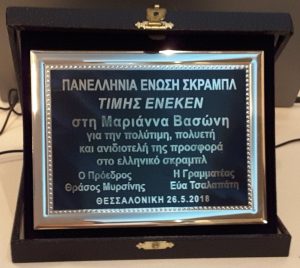 ΠΑΝΕΛΛΗΝΙΑ ΕΝΩΣΗ ΣΚΡΑΜΠΛ
ΤΙΜΗΣ ΕΝΕΚΕΝ
στη Μαριάννα Βασώνη
για την πολύτιμη, πολυετή
και ανιδιοτελή της προσφορά
στο ελληνικό σκραμπλ
Ο Πρόεδρος Η Γραμματέας
Θράσος Μυρσίνης Εύα Τσαλαπάτη
ΘΕΣΣΑΛΟΝΙΚΗ 26.5.2018